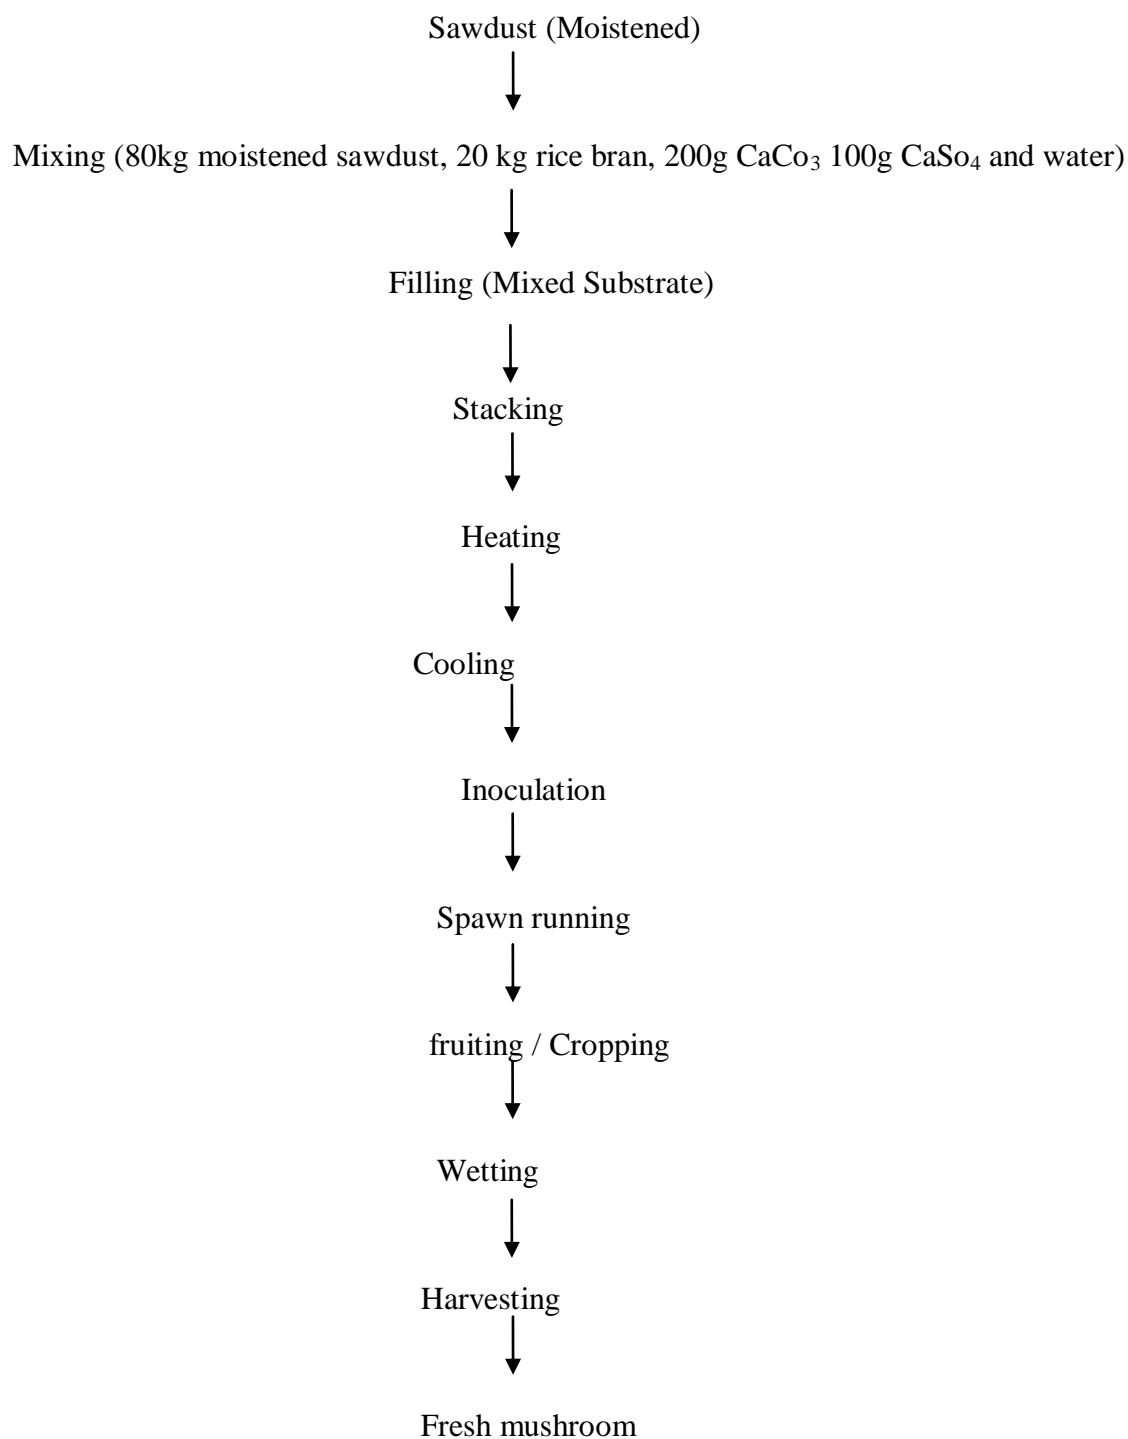 Sawdust (Moistened)
Mixing (80kg moistened sawdust, 20 kg rice bran, 200g CaCo₃ 100g CaSo₄ and water)
Filling (Mixed Substrate)
Stacking
Heating
Cooling
Inoculation
Spawn running
fruiting / Cropping
Wetting
Harvesting
Fresh mushroom